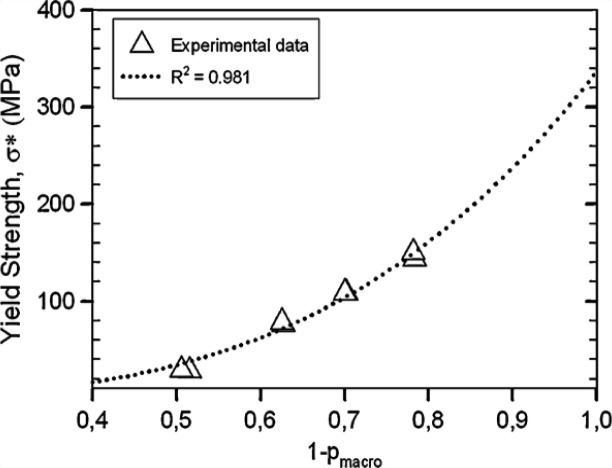 400
300
200
100
Yield Strength, σ* (MPa)
Experimental data
R² = 0.981
0,4 0,5 0,6 0,7 0,8 0,9 1,0
1-pmacro